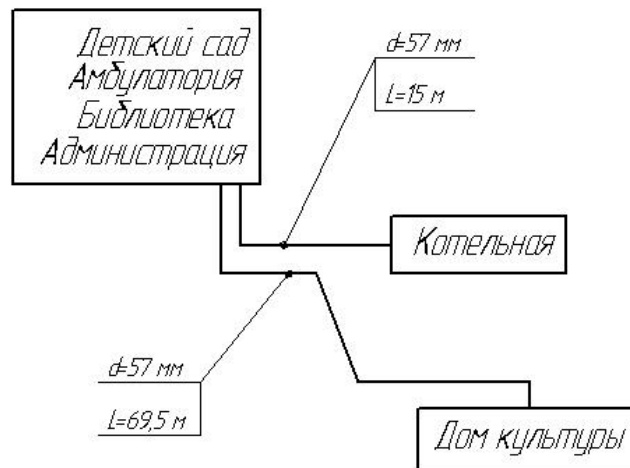 Детский сад
Амбулатория
Библиотека
Администрация
d=57 мм
L=15 м
Котельная
d=57 мм
L=69,5 м
Дом культуры